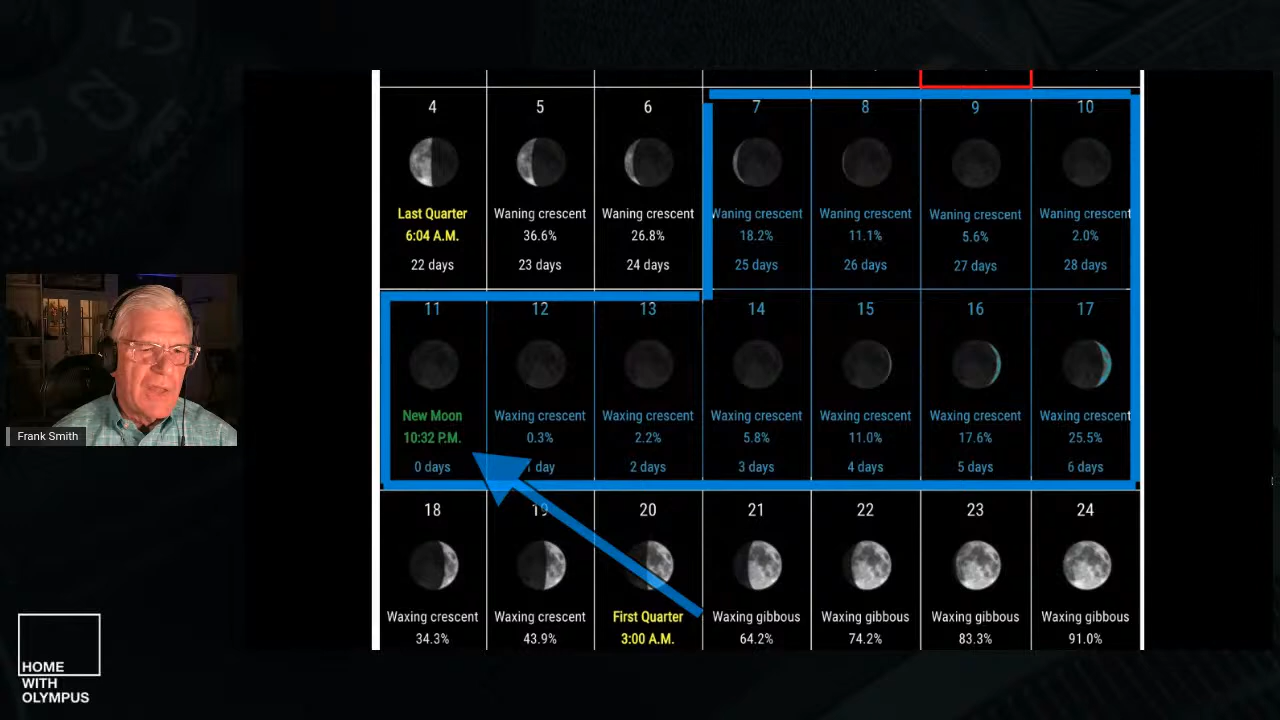 4 5 6 7 8 9 10
Last Quarter Waning crescent Waning crescent Waning crescent Waning crescent Waning crescent Waning crescent
6:04 A.M. 36.6% 26.8% 18.2% 11.1% 5.6% 2.0%
22 days 23 days 24 days 25 days 26 days 27 days 28 days
11 12 13 14 15 16 17
New Moon Waxing crescent Waxing crescent Waxing crescent Waxing crescent Waxing crescent Waxing crescent
10:32 P.M. 0.3% 2.2% 5.8% 11.0% 17.6% 25.5%
0 days day 2 days 3 days 4 days 5 days 6 days
18 19 20 21 22 23 24
Waxing crescent Waxing crescent First Quarter Waxing gibbous Waxing gibbous Waxing gibbous Waxing gibbous
34.3% 43.9% 3:00 A.M. 64.2% 74.2% 83.3% 91.0%
Frank Smith
HOME
WITH
OLYMPUS